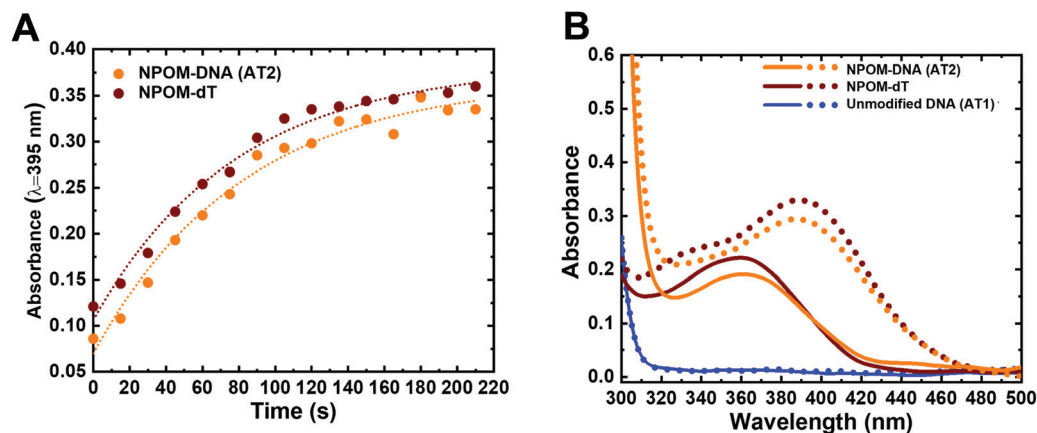 A
Absorbance (λ=395 nm)
0.40
0.35
0.30
0.25
0.20
0.15
0.10
0.05
NPOM-DNA (AT2)
NPOM-dT
0 20 40 60 80 100 120 140 160 180 200 220
Time (s)
B
Absorbance
0.6
0.5
0.4
0.3
0.2
0.1
0.0
NPOM-DNA (AT2)
NPOM-dT
Unmodified DNA (AT1)
300 320 340 360 380 400 420 440 460 480 500
Wavelength (nm)